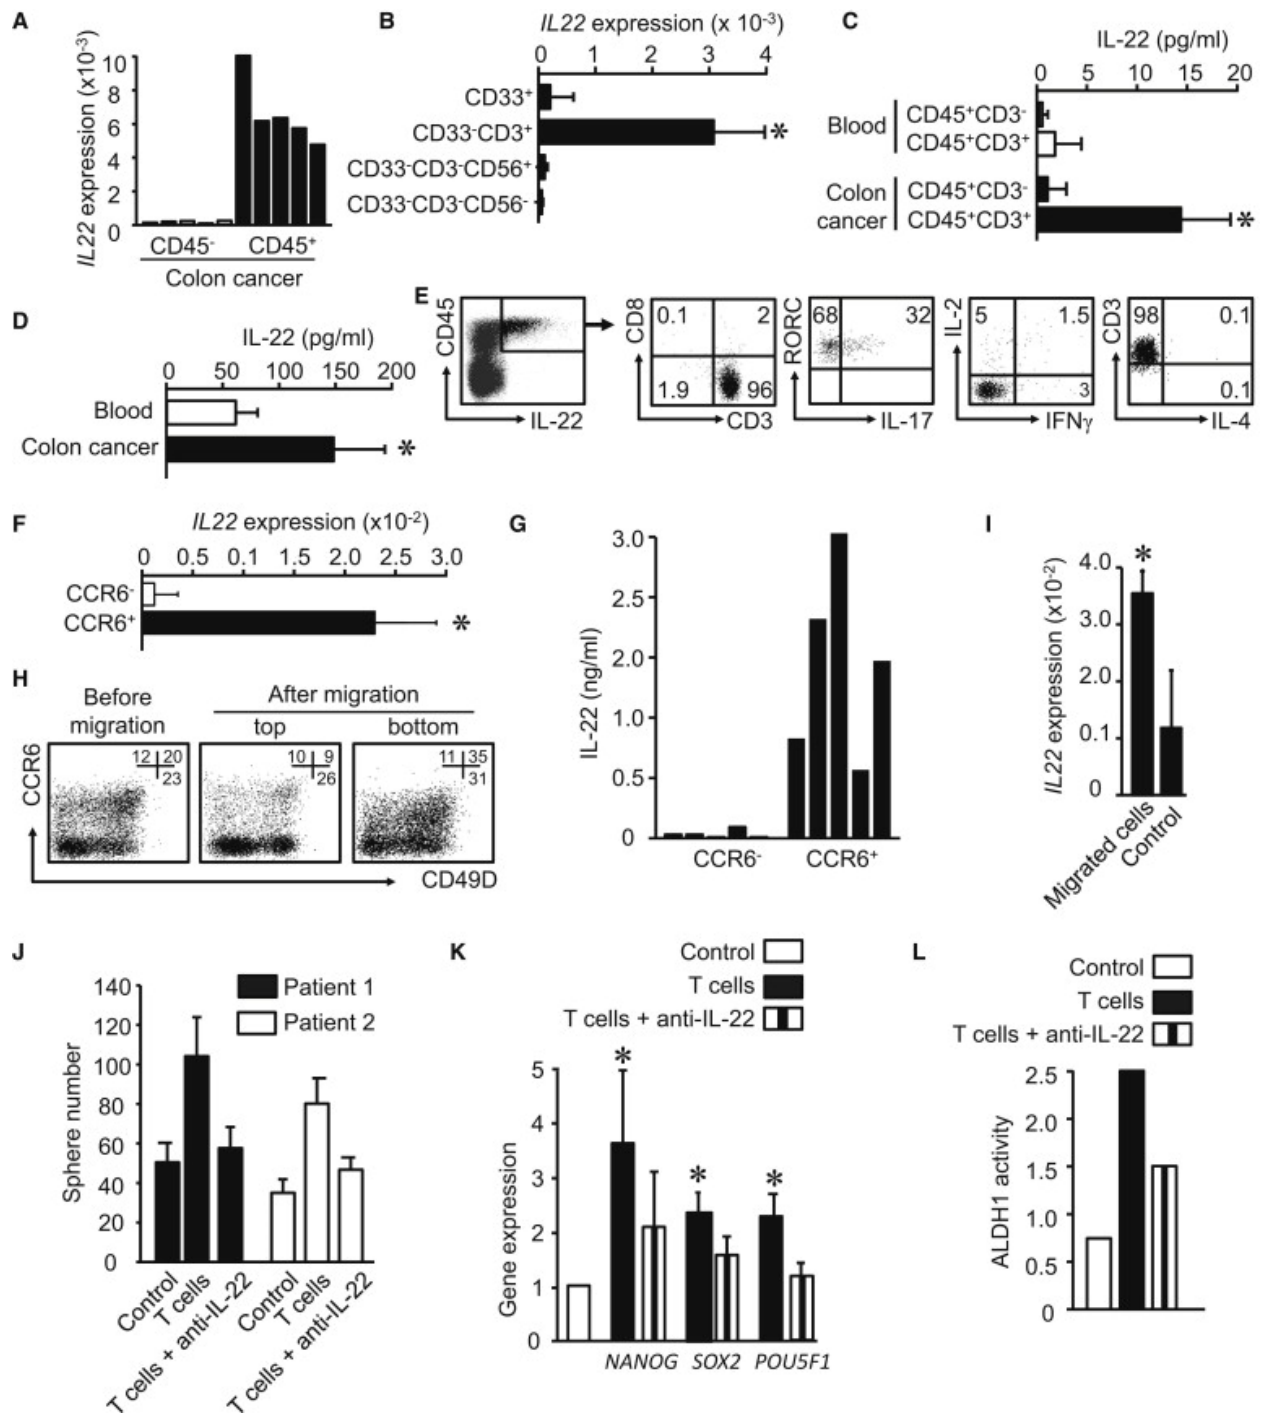 A
IL22 expression (x10-3)
10
8
6
4
2
0
CD45- CD45+
Colon cancer
B
IL22 expression (x 10-3)
0 1 2 3 4
CD33+
CD33-CD3+
*
CD33-CD3-CD56+
CD33-CD3-CD56-
C
IL-22 (pg/ml)
0 5 10 15 20
Blood
CD45+CD3-
CD45+CD3+
Colon cancer
CD45+CD3-
CD45+CD3+
*
D
IL-22 (pg/ml)
0 50 100 150 200
Blood
Colon cancer *
E
CD45
IL-22
CD8
0.1 2
1.9 96
CD3
RORC
68 32
IL-17
IL-2
5 1.5
3
IFNγ
CD3
98 0.1
0.1
IL-4
F
IL22 expression (x10-2)
0 0.5 0.1 1.5 2.0 2.5 3.0
CCR6-
CCR6+ *
G
IL-22 (ng/ml)
3.0
2.5
2.0
1.0
0.5
0
CCR6- CCR6+
H
Before migration
After migration
top bottom
CCR6
12 20
23
10 9
26
11 35
31
CD49D
I
IL22 expression (x10-2)
*
4.0
3.0
2.0
0.1
0
Migrated cells
Control
J
Sphere number
140
120
100
80
60
40
20
0
Patient 1
Patient 2
Control
T cells
T cells + anti-IL-22
Control
T cells
T cells + anti-IL-22
K
Control
T cells
T cells + anti-IL-22
Gene expression
5
4
3
2
1
0
* * *
NANOG SOX2 POU5F1
L
Control
T cells
T cells + anti-IL-22
ALDH1 activity
2.5
2.0
1.5
1.0
0.5
0